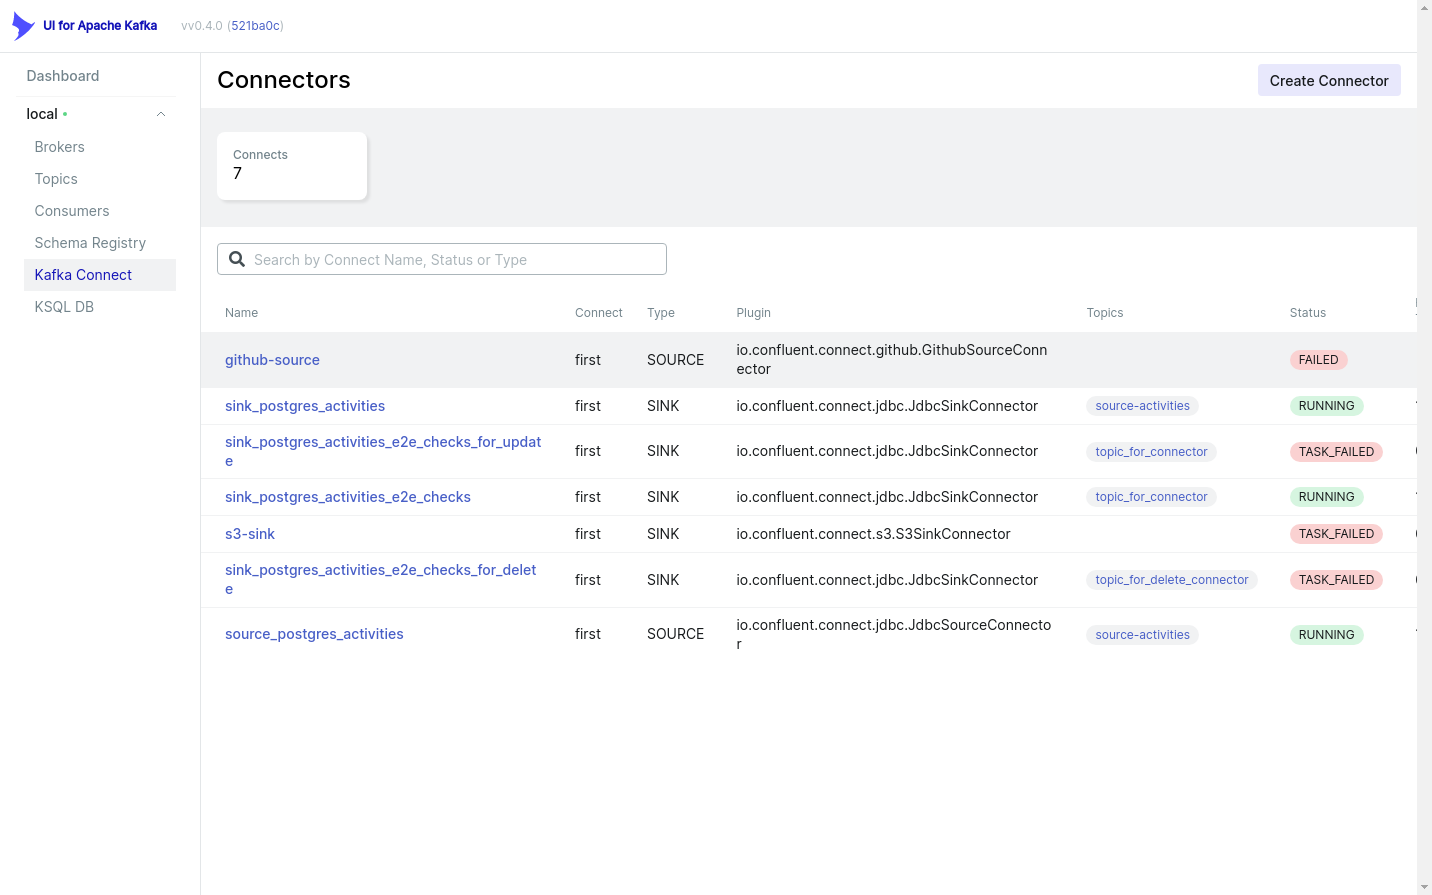 UI for Apache Kafka vv0.4.0 (521ba0c)
Dashboard
local
Brokers
Topics
Consumers
Schema Registry
Kafka Connect
KSQL DB
Connectors
Create Connector
Connects
7
Search by Connect Name, Status or Type
Name Connect Type Plugin Topics Status
github-source first SOURCE io.confluent.connect.github.GithubSourceConn
ector FAILED
sink_postgres_activities first SINK io.confluent.connect.jdbc.JdbcSinkConnector source-activities RUNNING
sink_postgres_activities_e2e_checks_for_updat
e first SINK io.confluent.connect.jdbc.JdbcSinkConnector topic_for_connector TASK_FAILED
sink_postgres_activities_e2e_checks first SINK io.confluent.connect.jdbc.JdbcSinkConnector topic_for_connector RUNNING
s3-sink first SINK io.confluent.connect.s3.S3SinkConnector TASK_FAILED
sink_postgres_activities_e2e_checks_for_delet
e first SINK io.confluent.connect.jdbc.JdbcSinkConnector topic_for_delete_connector TASK_FAILED
source_postgres_activities first SOURCE io.confluent.connect.jdbc.JdbcSourceConnecto
r source-activities RUNNING